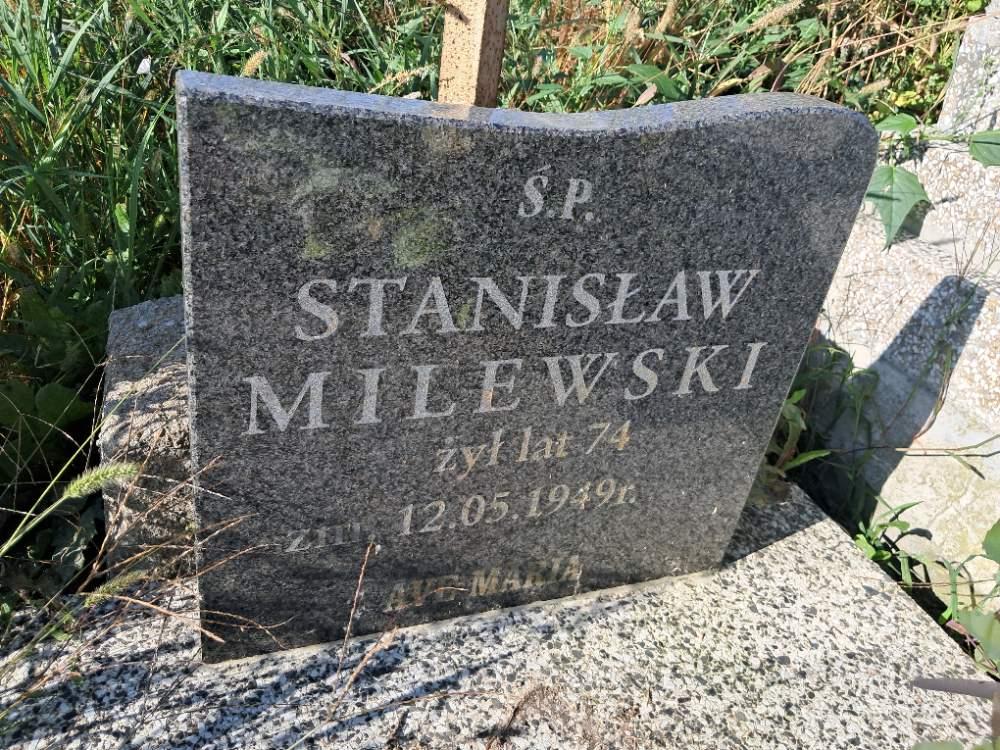 Ś.P.
STANISŁAW
MILEWSKI
żył lat 74
zm. 12.05.1949r.
AVE MARIA